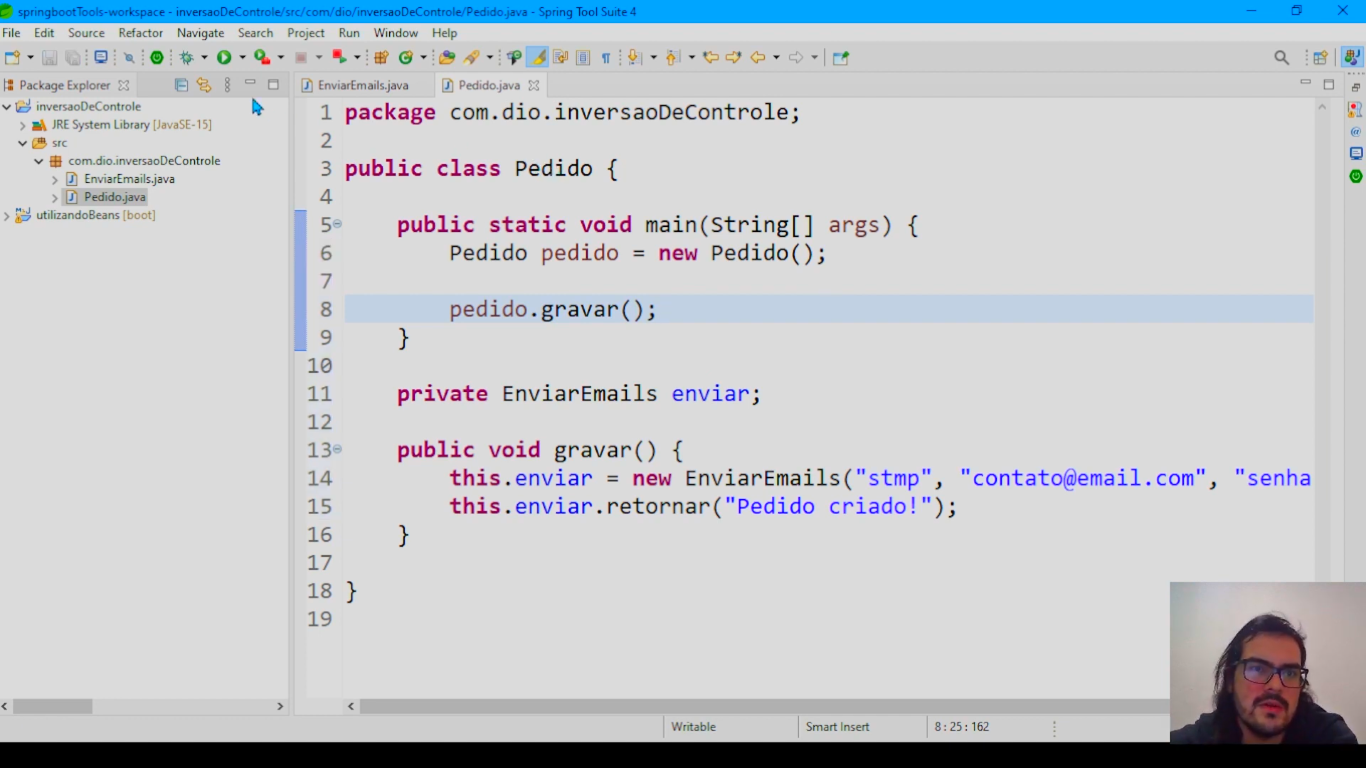 springbootTools-workspace - inversaoDeControle/src/com/dio/inversaoDeControle/Pedido.java - Spring Tool Suite 4
File Edit Source Refactor Navigate Search Project Run Window Help
Package Explorer
EnviarEmails.java
Pedido.java
inversaoDeControle
JRE System Library [JavaSE-15]
src
com.dio.inversaoDeControle
EnviarEmails.java
Pedido.java
utilizandoBeans [boot]
1 package com.dio.inversaoDeControle;
2
3 public class Pedido {
4
5 public static void main(String[] args) {
6 Pedido pedido = new Pedido();
7
8 pedido.gravar();
9 }
10
11 private EnviarEmails enviar;
12
13 public void gravar() {
14 this.enviar = new EnviarEmails("stmp", "contato@email.com", "senha
15 this.enviar.retornar("Pedido criado!");
16 }
17
18 }
19
Writable Smart Insert 8 : 25 : 162